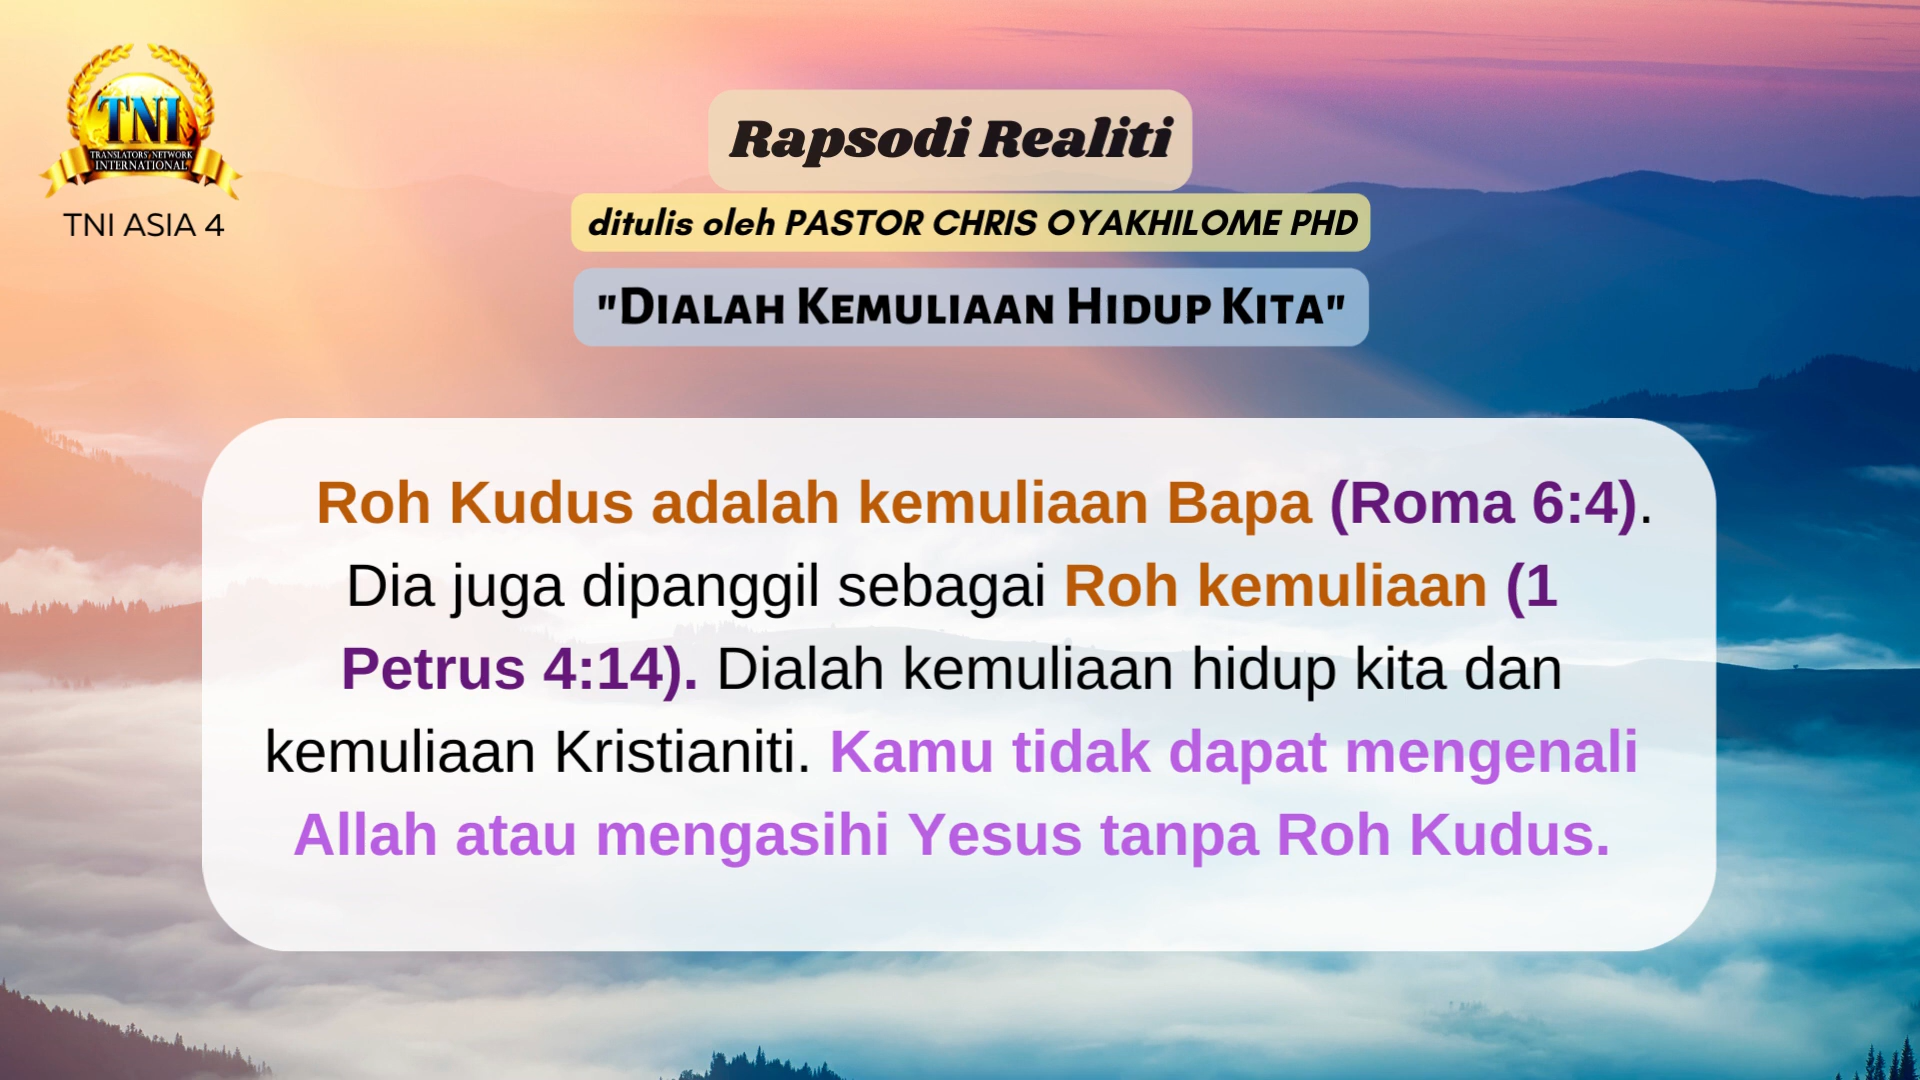 TNI
TRANSLATORS NETWORK
INTERNATIONAL
TNI ASIA 4
Rapsodi Realiti
ditulis oleh PASTOR CHRIS OYAKHILOME PHD
"Dialah Kemuliaan Hidup Kita"
Roh Kudus adalah kemuliaan Bapa (Roma 6:4).
Dia juga dipanggil sebagai Roh kemuliaan (1
Petrus 4:14). Dialah kemuliaan hidup kita dan
kemuliaan Kristianiti. Kamu tidak dapat mengenali
Allah atau mengasihi Yesus tanpa Roh Kudus.